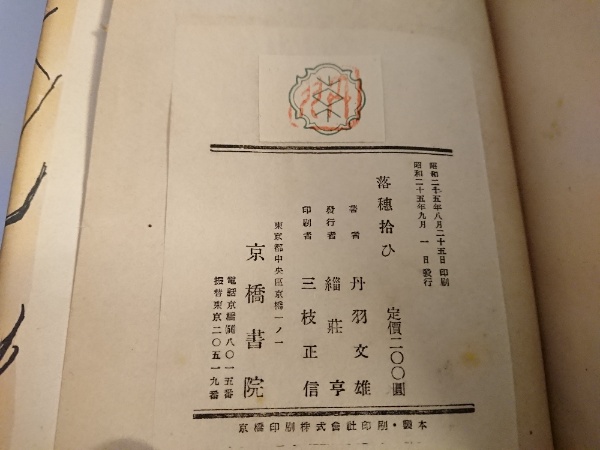 昭和二十五年八月二十五日印刷
昭和二十五年九月一日發行
落穗拾ひ
定價二〇〇圓
著者 丹羽文雄
發行者 莊亨
印刷者 三枝正信
東京都中央區京橋一ノ一
京橋書院
電話京橋 八〇一五番
振替東京二〇五一九番
京橋印刷株式會社印刷・製本